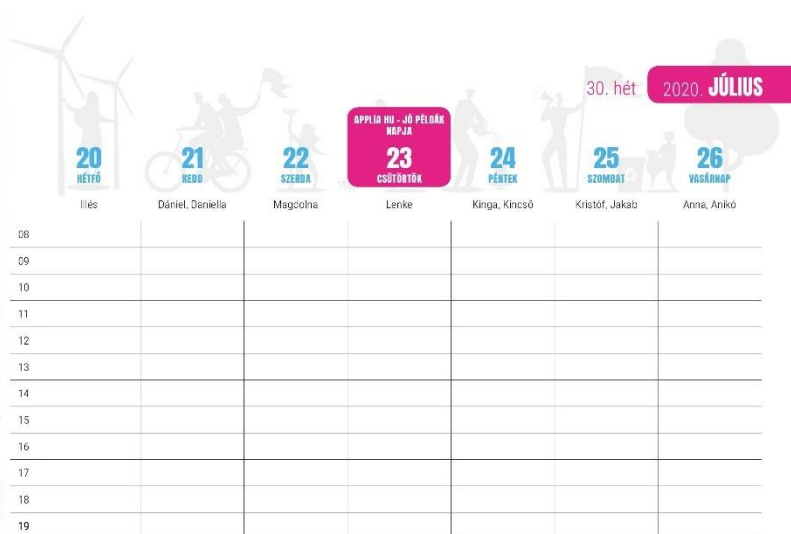 30. hét 2020. JÚLIUS
APPLIA HU - JÓ PÉLDÁK
NAPJA
20 21 22 23 24 25 26
HÉTFŐ KEDD SZERDA CSÜTÖRTÖK PÉNTEK SZOMBAT VASÁRNAP
Illés Dániel, Daniella Magdolna Lenke Kinga, Kincső Kristóf, Jakab Anna, Anikó
08
09
10
11
12
13
14
15
16
17
18
19